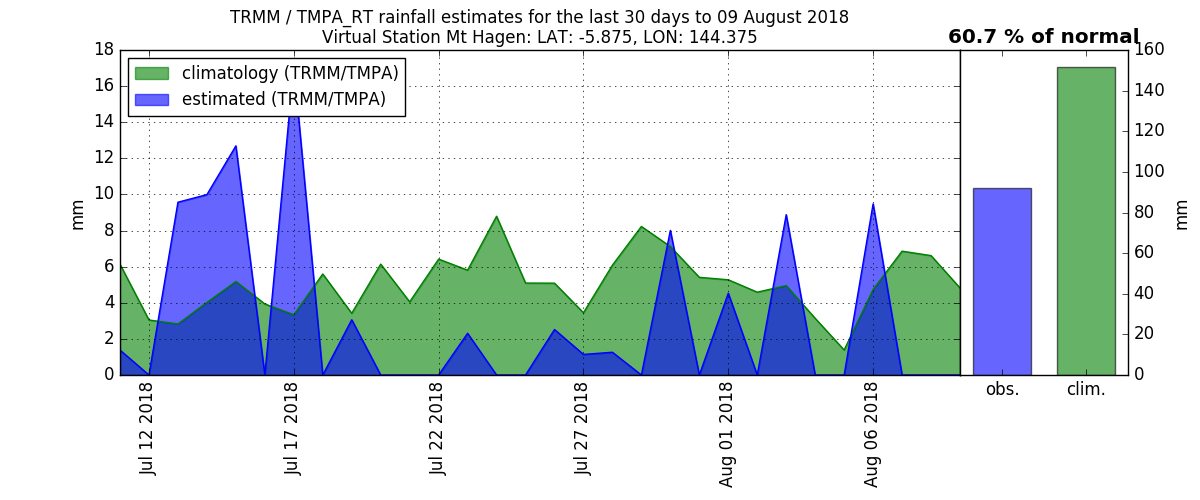 TRMM / TMPA_RT rainfall estimates for the last 30 days to 09 August 2018
Virtual Station Mt Hagen: LAT: -5.875, LON: 144.375
60.7 % of normal
climatology (TRMM/TMPA)
estimated (TRMM/TMPA)
18
16
14
12
10
8
6
4
2
0
mm
Jul 12 2018
Jul 17 2018
Jul 22 2018
Jul 27 2018
Aug 01 2018
Aug 06 2018
obs.
clim.
160
140
120
100
80
60
40
20
0
mm